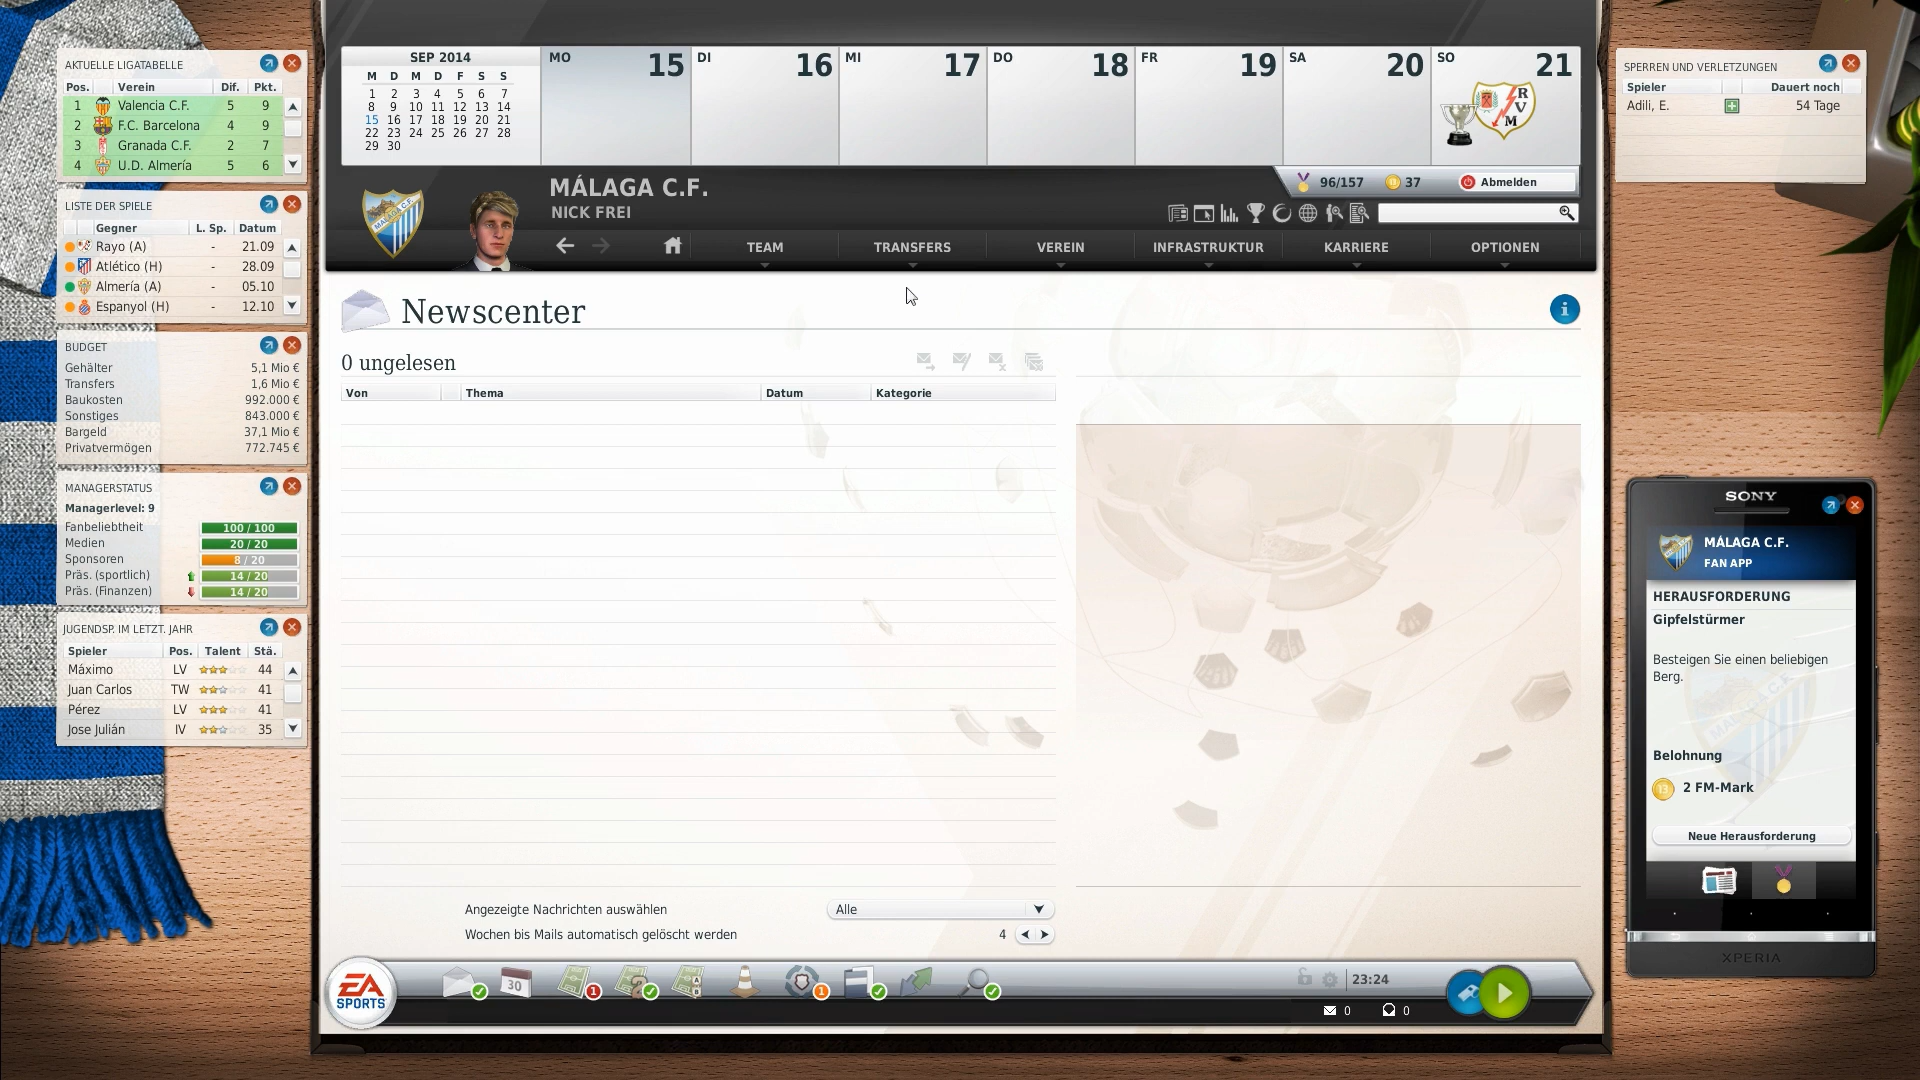 AKTUELLE LIGATABELLE
Pos. Verein Dif. Pkt.
1 Valencia C.F. 5 9
2 F.C. Barcelona 4 9
3 Granada C.F. 2 7
4 U.D. Almería 5 6
LISTE DER SPIELE
Gegner L. Sp. Datum
Rayo (A) - 21.09
Atlético (H) - 28.09
Almería (A) - 05.10
Espanyol (H) - 12.10
BUDGET
Gehälter 5,1 Mio €
Transfers 1,6 Mio €
Baukosten 992.000 €
Sonstiges 843.000 €
Bargeld 37,1 Mio €
Privatvermögen 772.745 €
MANAGERSTATUS
Managerlevel: 9
Fanbeliebtheit 100 / 100
Medien 20 / 20
Sponsoren 8 / 20
Präs. (sportlich) 14 / 20
Präs. (Finanzen) 14 / 20
JUGENDSP. IM LETZT. JAHR
Spieler Pos. Talent Stä.
Máximo LV 44
Juan Carlos TW 41
Pérez LV 41
Jose Julián IV 35
SEP 2014
M D M D F S S
1 2 3 4 5 6 7
8 9 10 11 12 13 14
15 16 17 18 19 20 21
22 23 24 25 26 27 28
29 30
MO 15 DI 16 MI 17 DO 18 FR 19 SA 20 SO 21
RVM
96/157 37 Abmelden
MÁLAGA C.F.
NICK FREI
TEAM TRANSFERS VEREIN INFRASTRUKTUR KARRIERE OPTIONEN
Newscenter
0 ungelesen
Von Thema Datum Kategorie
Angezeigte Nachrichten auswählen Alle
Wochen bis Mails automatisch gelöscht werden 4
EA
SPORTS
30 1 1
23:24
0 0
SPERREN UND VERLETZUNGEN
Spieler Dauert noch
Adili, E. 54 Tage
SONY
MÁLAGA C.F.
FAN APP
HERAUSFORDERUNG
Gipfelstürmer
Besteigen Sie einen beliebigen
Berg.
Belohnung
13 2 FM-Mark
Neue Herausforderung
XPERIA